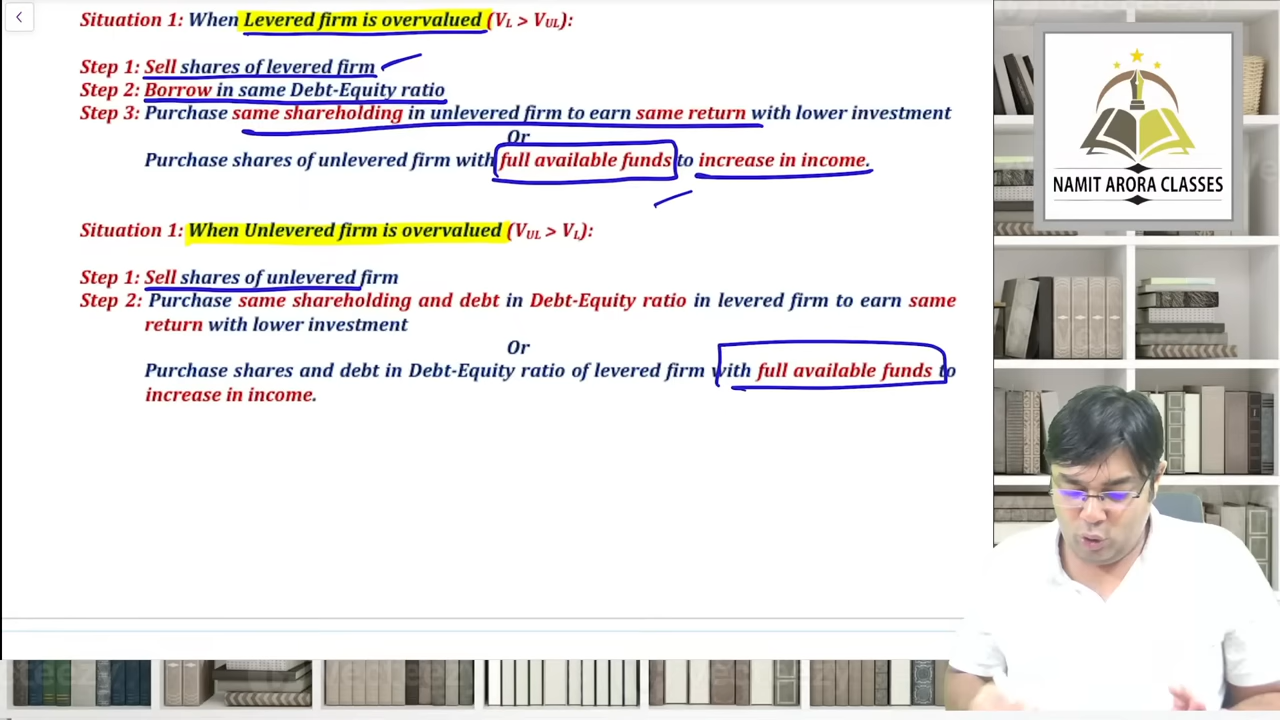 Situation 1: When Levered firm is overvalued (VL > VUL):
Step 1: Sell shares of levered firm
Step 2: Borrow in same Debt-Equity ratio
Step 3: Purchase same shareholding in unlevered firm to earn same return with lower investment
Or
Purchase shares of unlevered firm with full available funds to increase in income.
Situation 1: When Unlevered firm is overvalued (VUL > VL):
Step 1: Sell shares of unlevered firm
Step 2: Purchase same shareholding and debt in Debt-Equity ratio in levered firm to earn same
return with lower investment
Or
Purchase shares and debt in Debt-Equity ratio of levered firm with full available funds to
increase in income.
NAMIT ARORA CLASSES